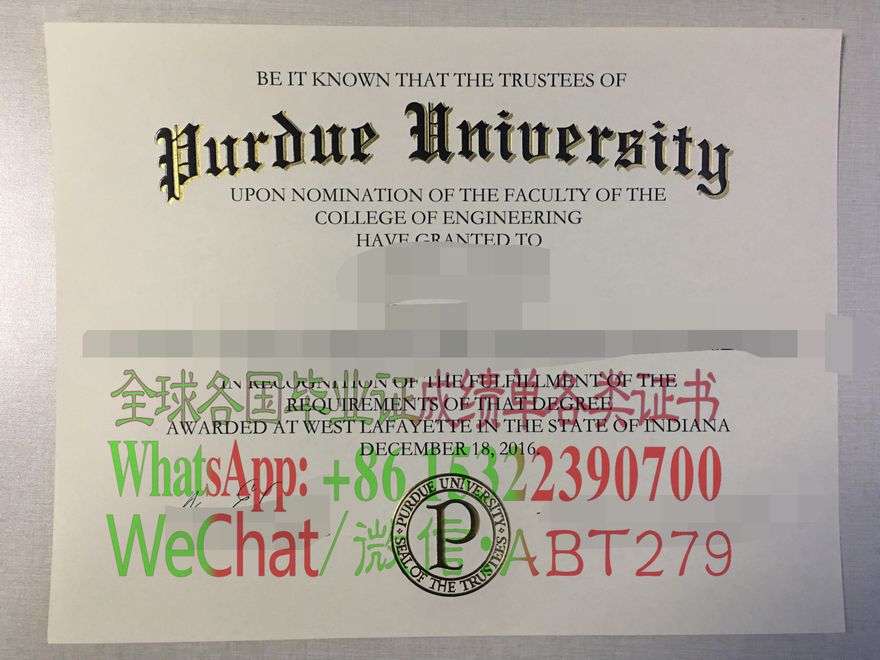 BE IT KNOWN THAT THE TRUSTEES OF
Purdue University
UPON NOMINATION OF THE FACULTY OF THE
COLLEGE OF ENGINEERING
HAVE GRANTED TO
全球各国毕业证成绩单各类证书
IN RECOGNITION OF THE FULFILLMENT OF THE
REQUIREMENTS OF THAT DEGREE
AWARDED AT WEST LAFAYETTE IN THE STATE OF INDIANA
DECEMBER 18, 2016.
WhatsApp: +86 15322390700
WeChat/微信:ABT279
PURDUE UNIVERSITY
P
SEAL OF THE TRUSTEES